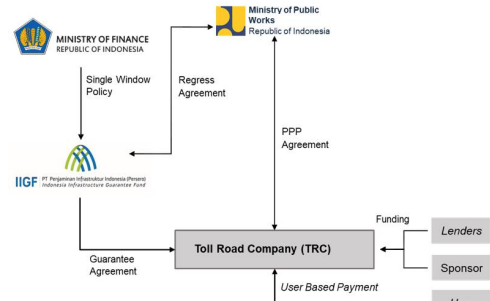 Ministry of Public
Works
Republic of Indonesia
MINISTRY OF FINANCE
REPUBLIC OF INDONESIA
Single Window
Policy
Regress
Agreement
PPP
Agreement
IIGF PT Penjaminan Infrastruktur Indonesia (Persero)
Indonesia Infrastructure Guarantee Fund
Funding
Lenders
Toll Road Company (TRC)
Sponsor
Guarantee
Agreement
User Based Payment